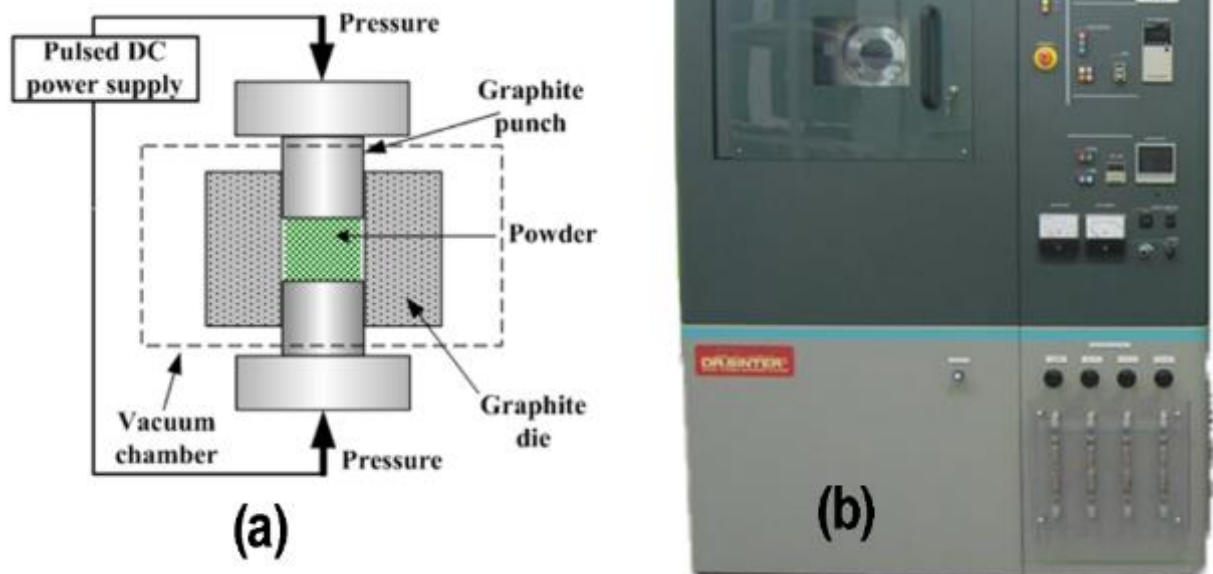 Pulsed DC
power supply
Pressure
Graphite
punch
Powder
Graphite
die
Vacuum
chamber
Pressure
(a)
DR.SINTER
(b)